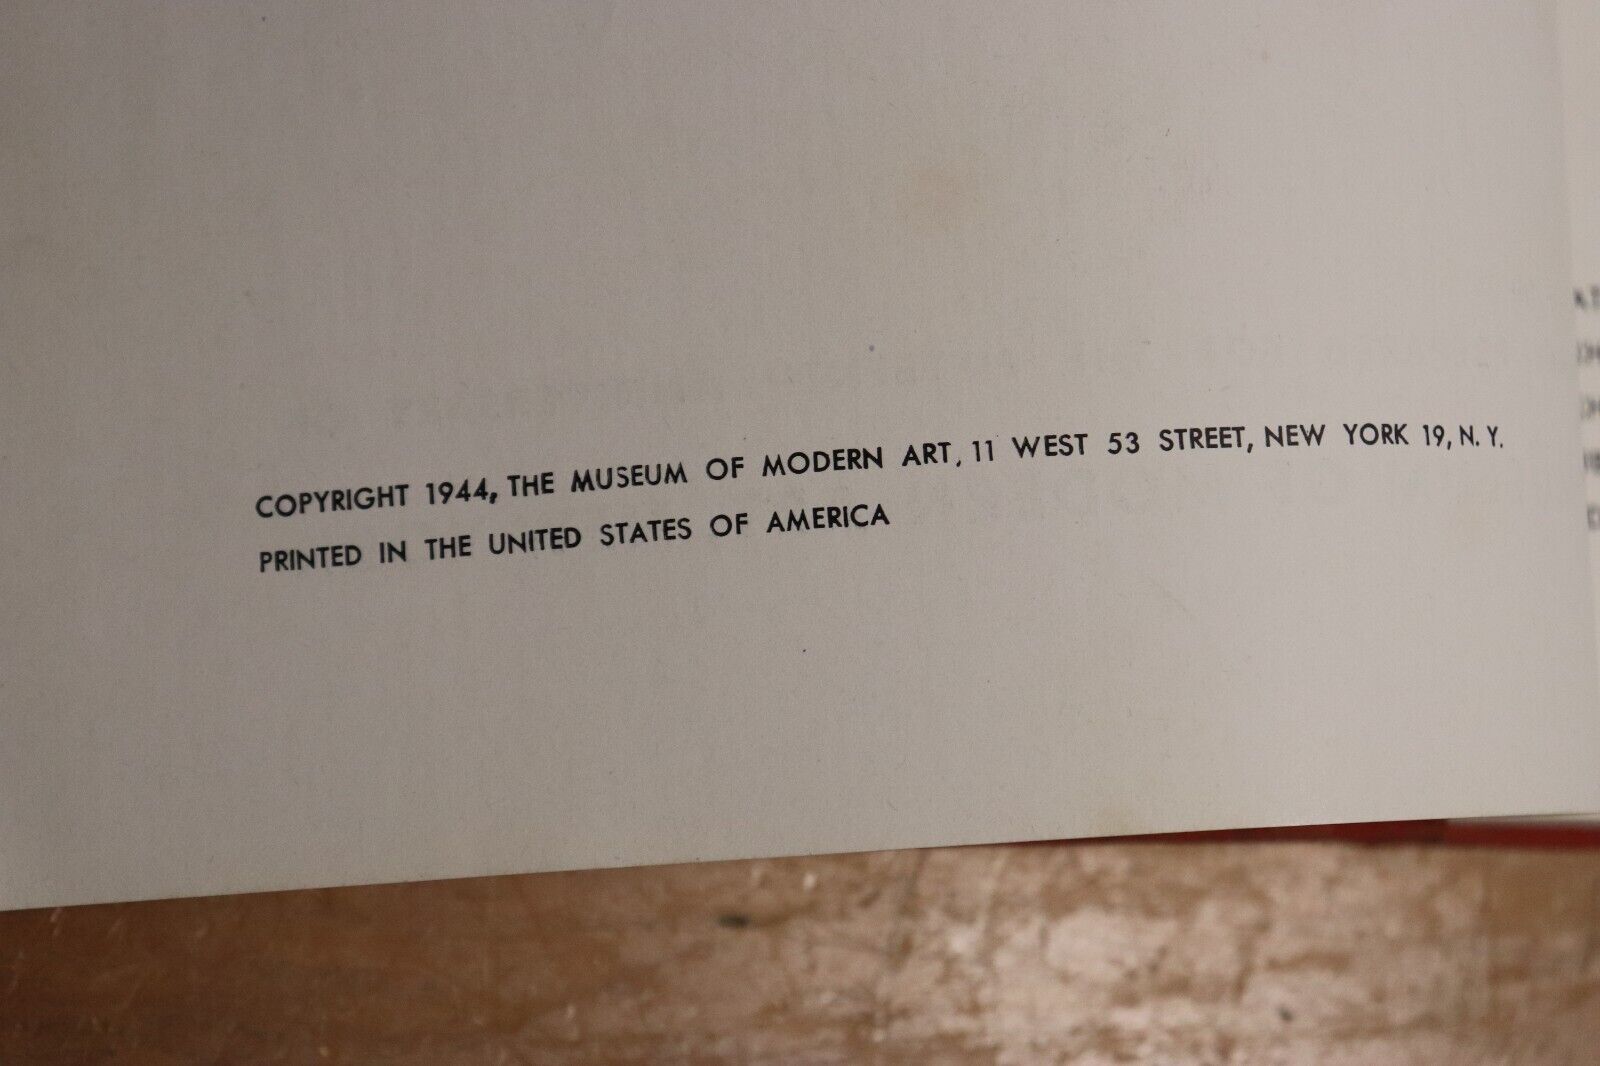 COPYRIGHT 1944, THE MUSEUM OF MODERN ART, 11 WEST 53 STREET, NEW YORK 19, N. Y.
PRINTED IN THE UNITED STATES OF AMERICA